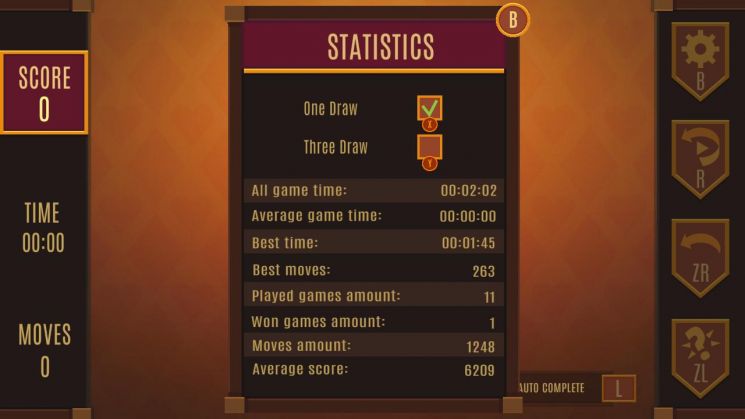 B
STATISTICS
SCORE
0
One Draw
X
Three Draw
Y
All game time: 00:02:02
Average game time: 00:00:00
Best time: 00:01:45
Best moves: 263
Played games amount: 11
Won games amount: 1
Moves amount: 1248
Average score: 6209
TIME
00:00
MOVES
0
B
R
ZR
ZL
AUTO COMPLETE L